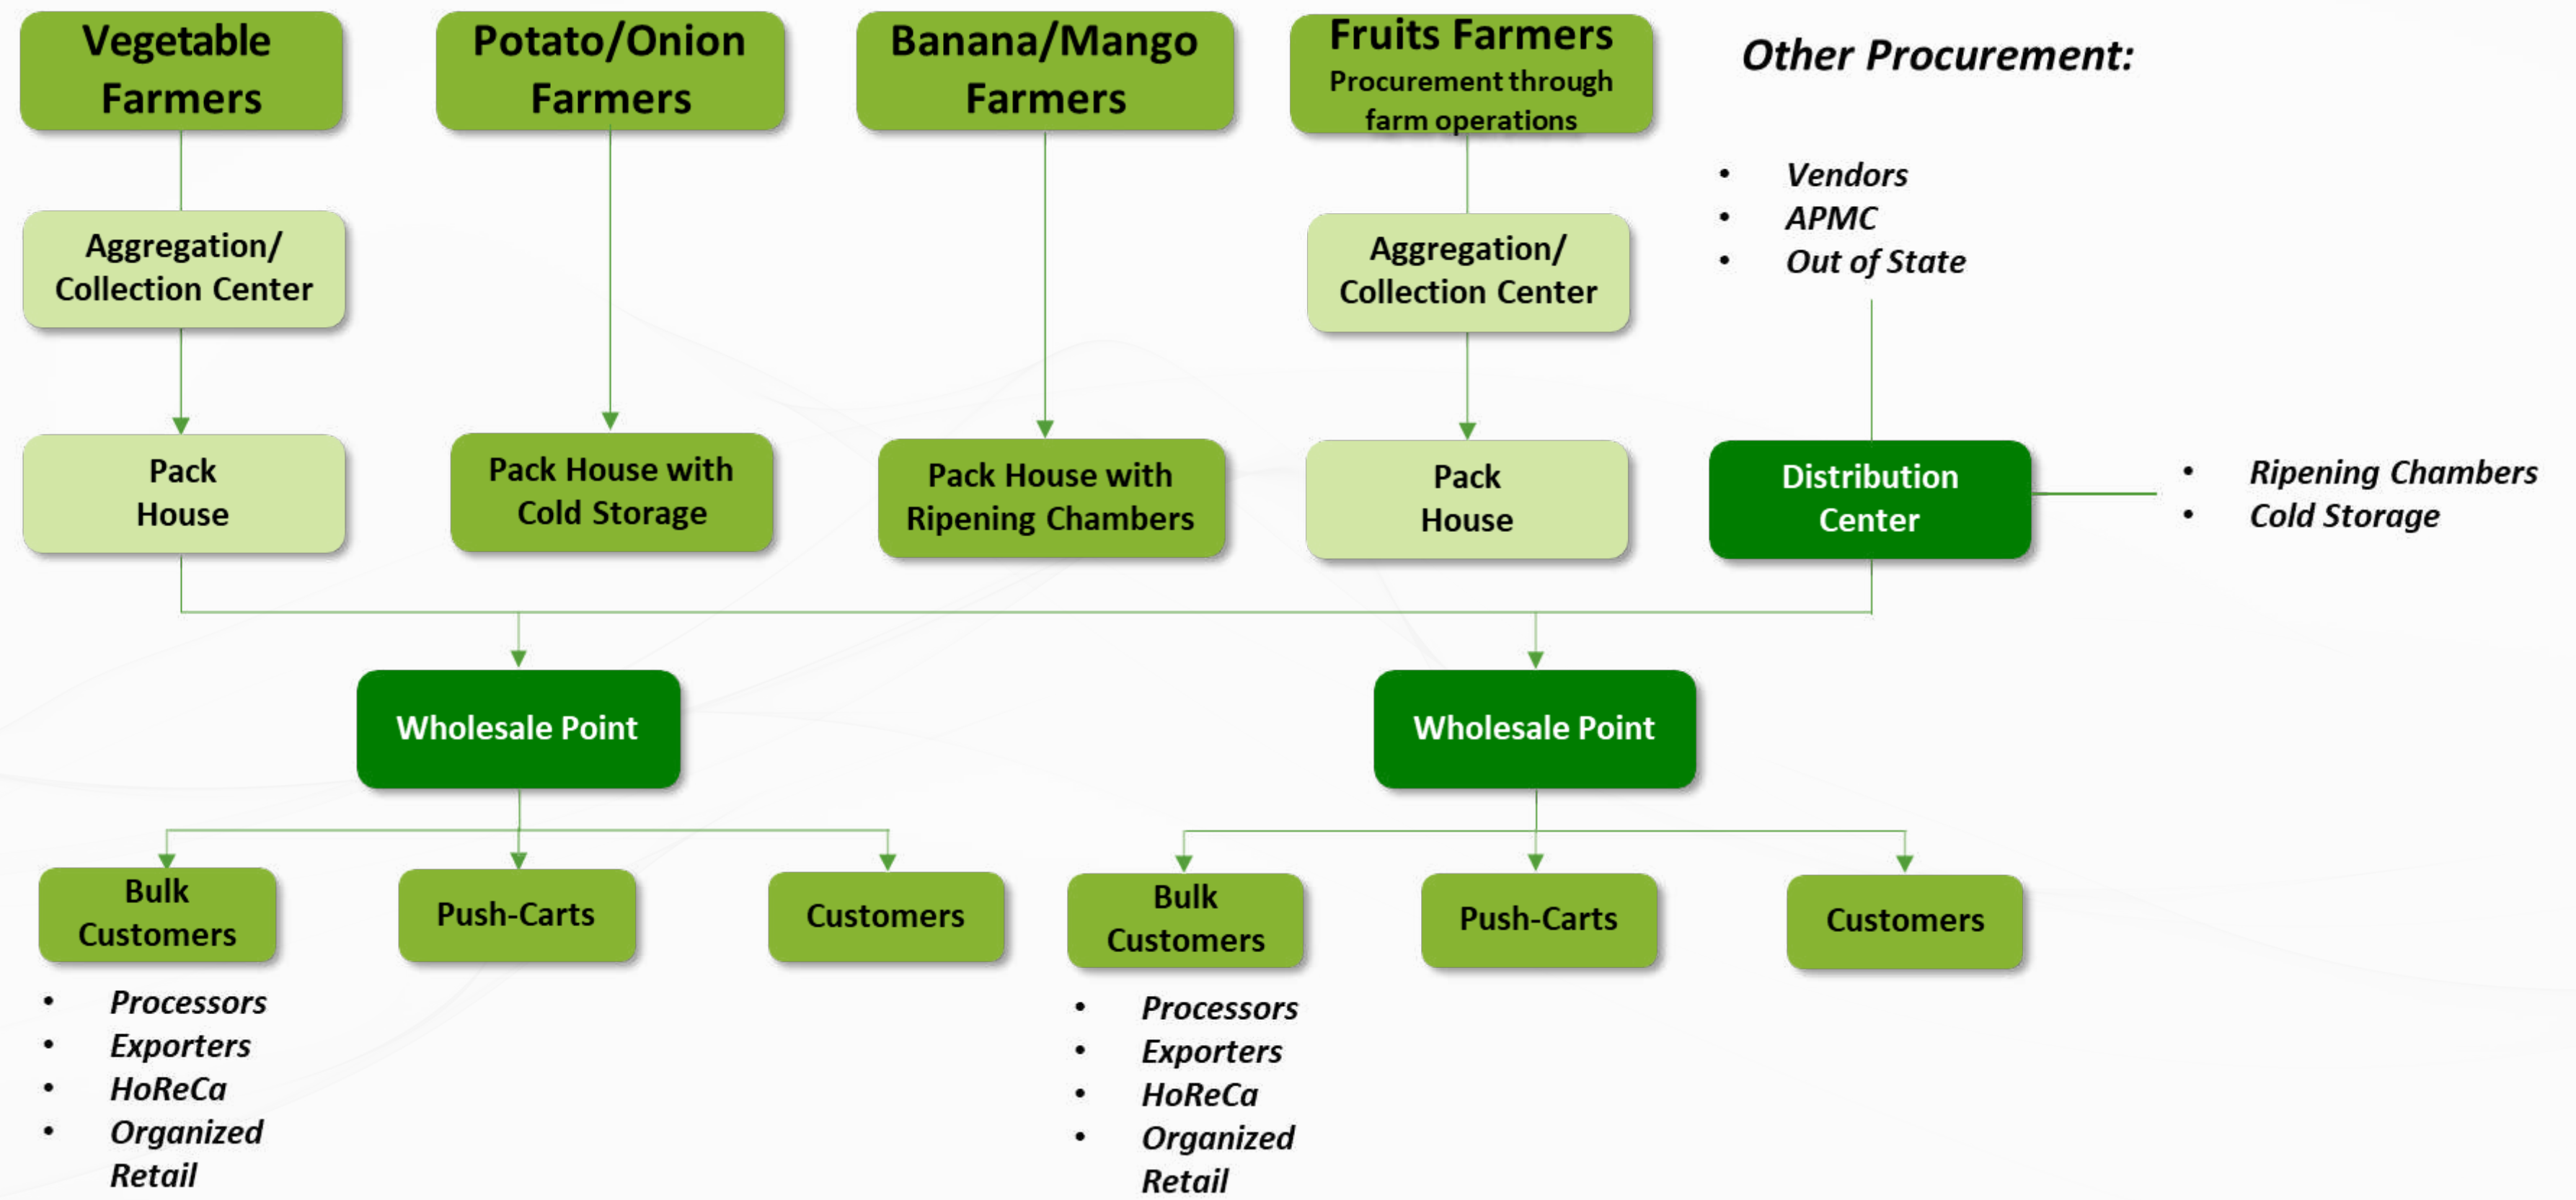 Vegetable
Farmers
Potato/Onion
Farmers
Banana/Mango
Farmers
Fruits Farmers
Procurement through
farm operations
Other Procurement:
• Vendors
• APMC
• Out of State
Aggregation/
Collection Center
Aggregation/
Collection Center
Pack
House
Pack House with
Cold Storage
Pack House with
Ripening Chambers
Pack
House
Distribution
Center
• Ripening Chambers
• Cold Storage
Wholesale Point
Wholesale Point
Bulk
Customers
Push-Carts
Customers
Bulk
Customers
Push-Carts
Customers
• Processors
• Exporters
• HoReCa
• Organized
Retail
• Processors
• Exporters
• HoReCa
• Organized
Retail